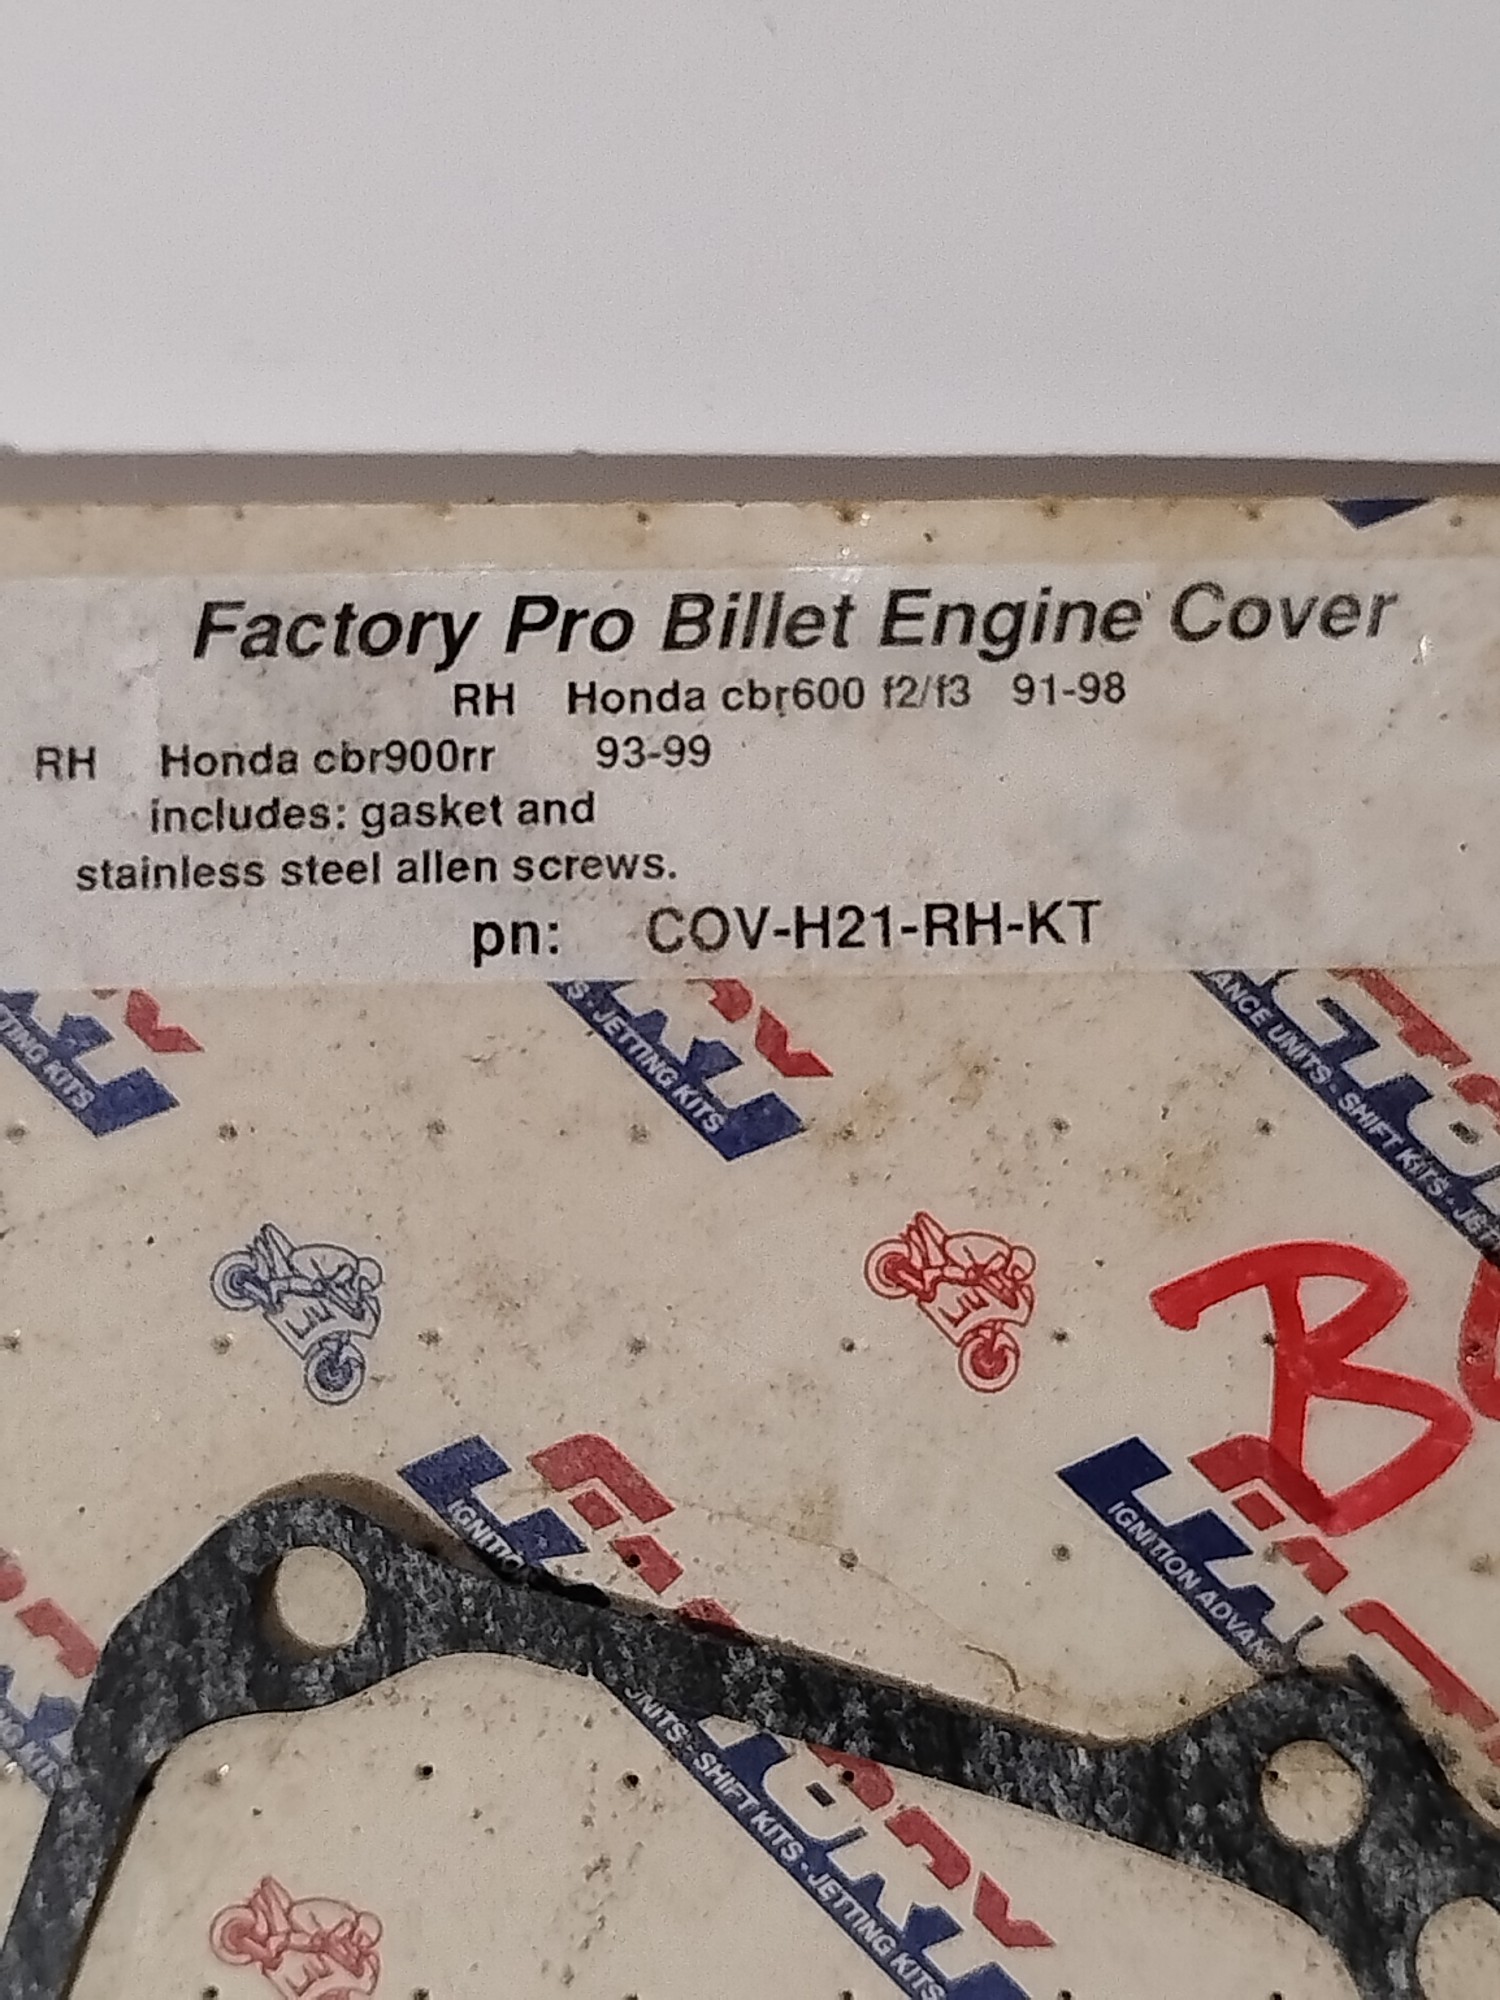 Factory Pro Billet Engine Cover
RH Honda cbr600 f2/f3 91-98
RH Honda cbr900rr 93-99
includes: gasket and
stainless steel allen screws.
pn: COV-H21-RH-KT
JETTING KITS
UNITS · SHIFT KITS
KITS
IGNITION
IGNITION
UNITS · SHIFT KITS · JETTING KITS